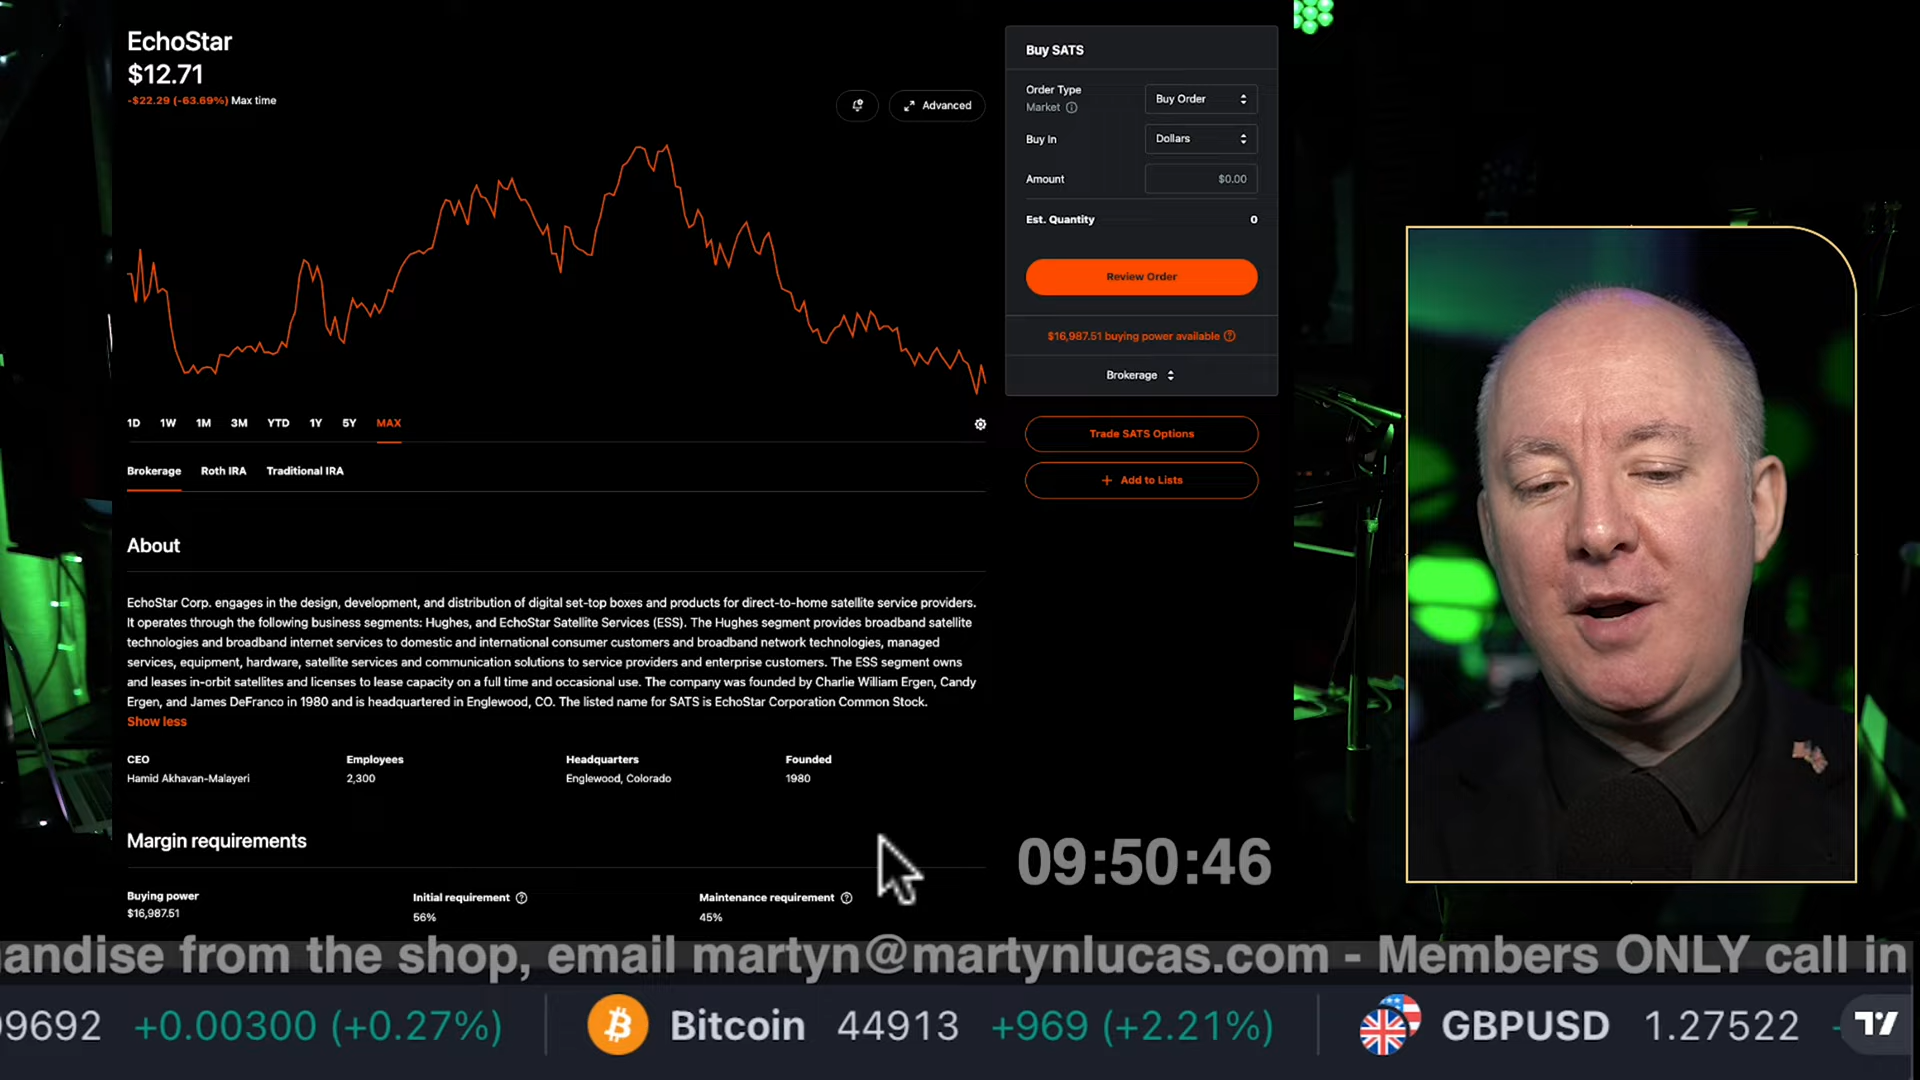 EchoStar
$12.71
-$22.29 (-63.69%) Max time
Advanced
1D 1W 1M 3M YTD 1Y 5Y MAX
Brokerage Roth IRA Traditional IRA
About
EchoStar Corp. engages in the design, development, and distribution of digital set-top boxes and products for direct-to-home satellite service providers.
It operates through the following business segments: Hughes, and EchoStar Satellite Services (ESS). The Hughes segment provides broadband satellite
technologies and broadband internet services to domestic and international consumer customers and broadband network technologies, managed
services, equipment, hardware, satellite services and communication solutions to service providers and enterprise customers. The ESS segment owns
and leases in-orbit satellites and licenses to lease capacity on a full time and occasional use. The company was founded by Charlie William Ergen, Candy
Ergen, and James DeFranco in 1980 and is headquartered in Englewood, CO. The listed name for SATS is EchoStar Corporation Common Stock.
Show less
CEO Employees Headquarters Founded
Hamid Akhavan-Malayeri 2,300 Englewood, Colorado 1980
Margin requirements
Buying power Initial requirement Maintenance requirement
$16,987.51 56% 45%
Buy SATS
Order Type
Market
Buy Order
Buy In Dollars
Amount $0.00
Est. Quantity 0
Review Order
$16,987.51 buying power available
Brokerage
Trade SATS Options
+ Add to Lists
09:50:46
andise from the shop, email martyn@martynlucas.com - Members ONLY call in
9692 +0.00300 (+0.27%) Bitcoin 44913 +969 (+2.21%) GBPUSD 1.27522 -